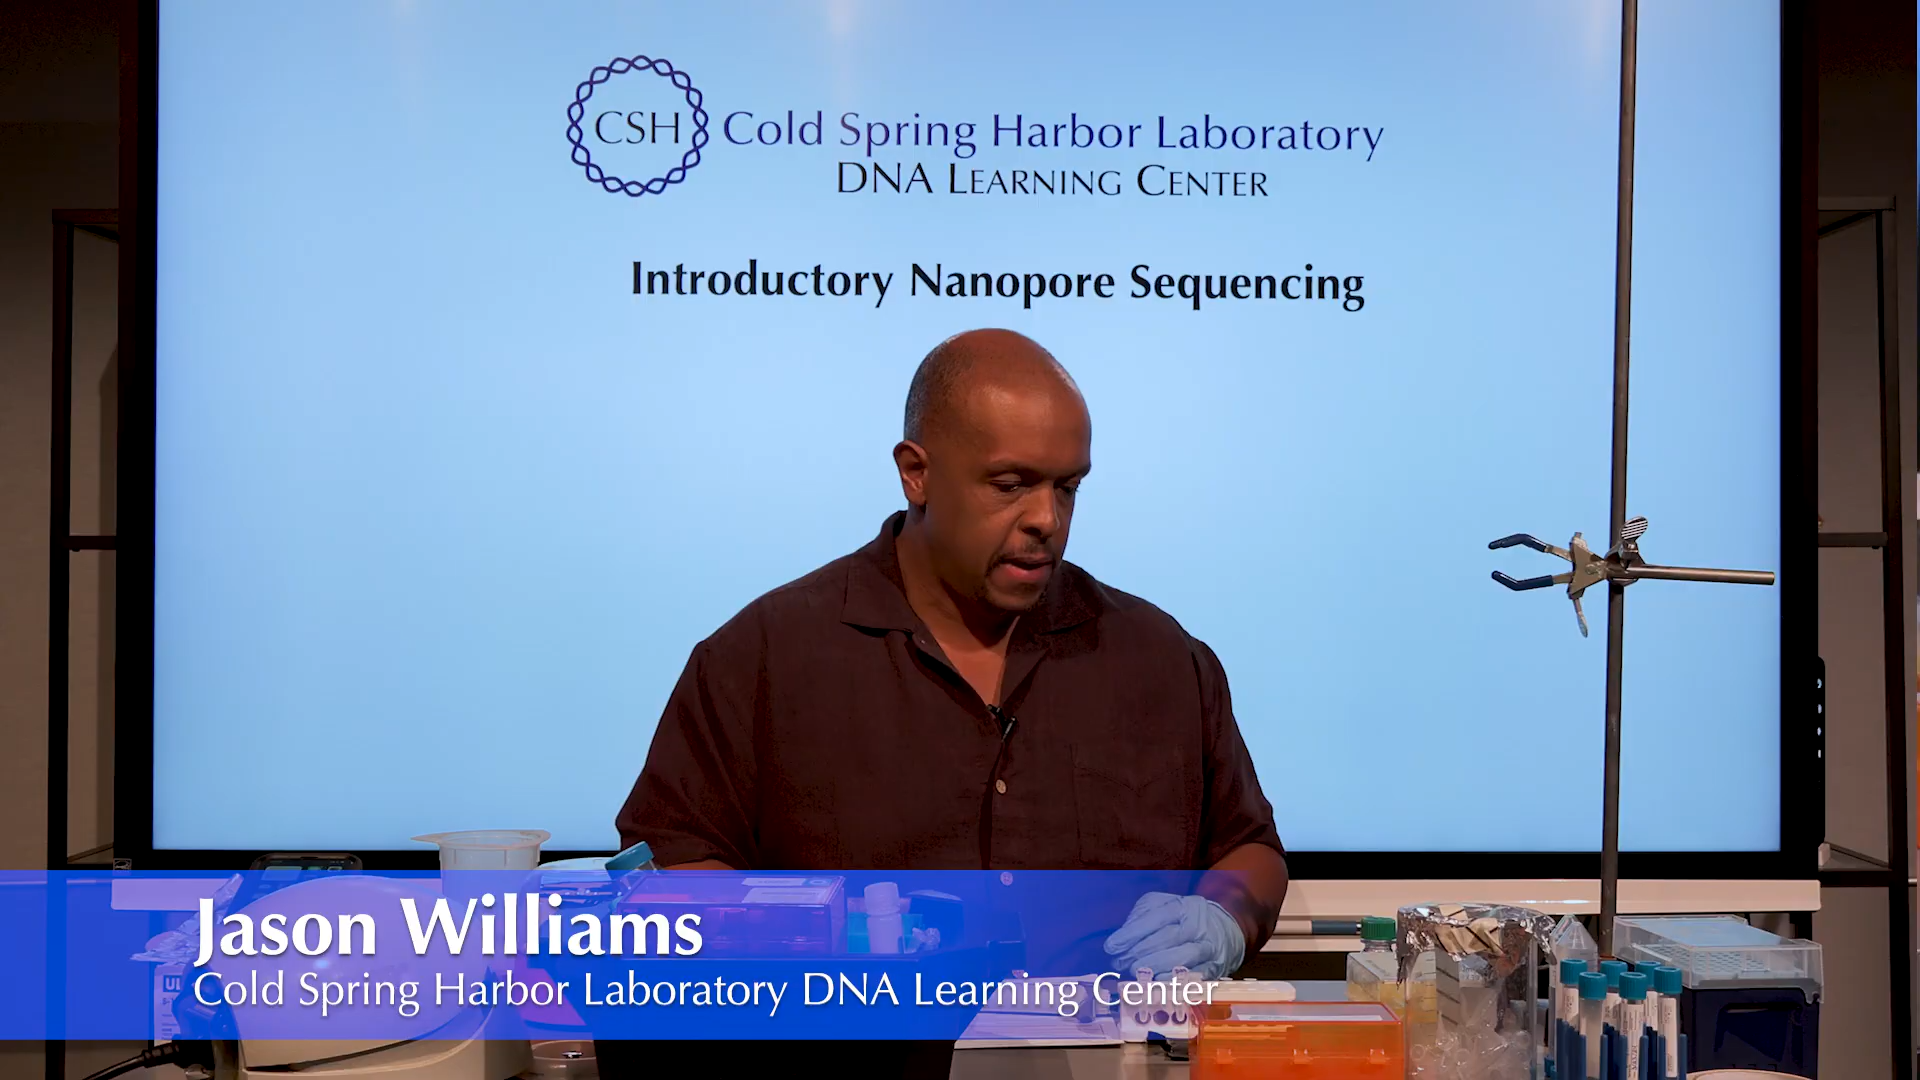 CSH
Cold Spring Harbor Laboratory
DNA LEARNING CENTER
Introductory Nanopore Sequencing
Jason Williams
Cold Spring Harbor Laboratory DNA Learning Center